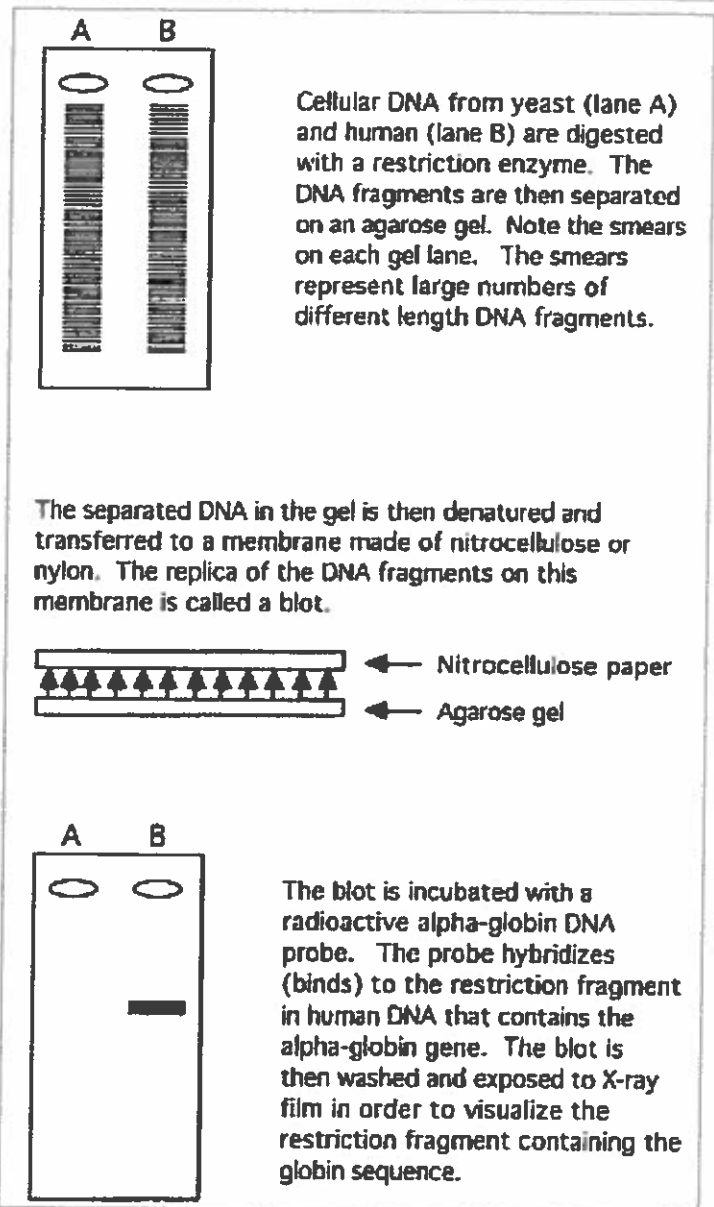 A B
Cellular DNA from yeast (lane A)
and human (lane B) are digested
with a restriction enzyme. The
DNA fragments are then separated
on an agarose gel. Note the smears
on each gel lane. The smears
represent large numbers of
different length DNA fragments.
The separated DNA in the gel is then denatured and
transferred to a membrane made of nitrocellulose or
nylon. The replica of the DNA fragments on this
membrane is called a blot.
Nitrocellulose paper
Agarose gel
A B
The blot is incubated with a
radioactive alpha-globin DNA
probe. The probe hybridizes
(binds) to the restriction fragment
in human DNA that contains the
alpha-globin gene. The blot is
then washed and exposed to X-ray
film in order to visualize the
restriction fragment containing the
globin sequence.